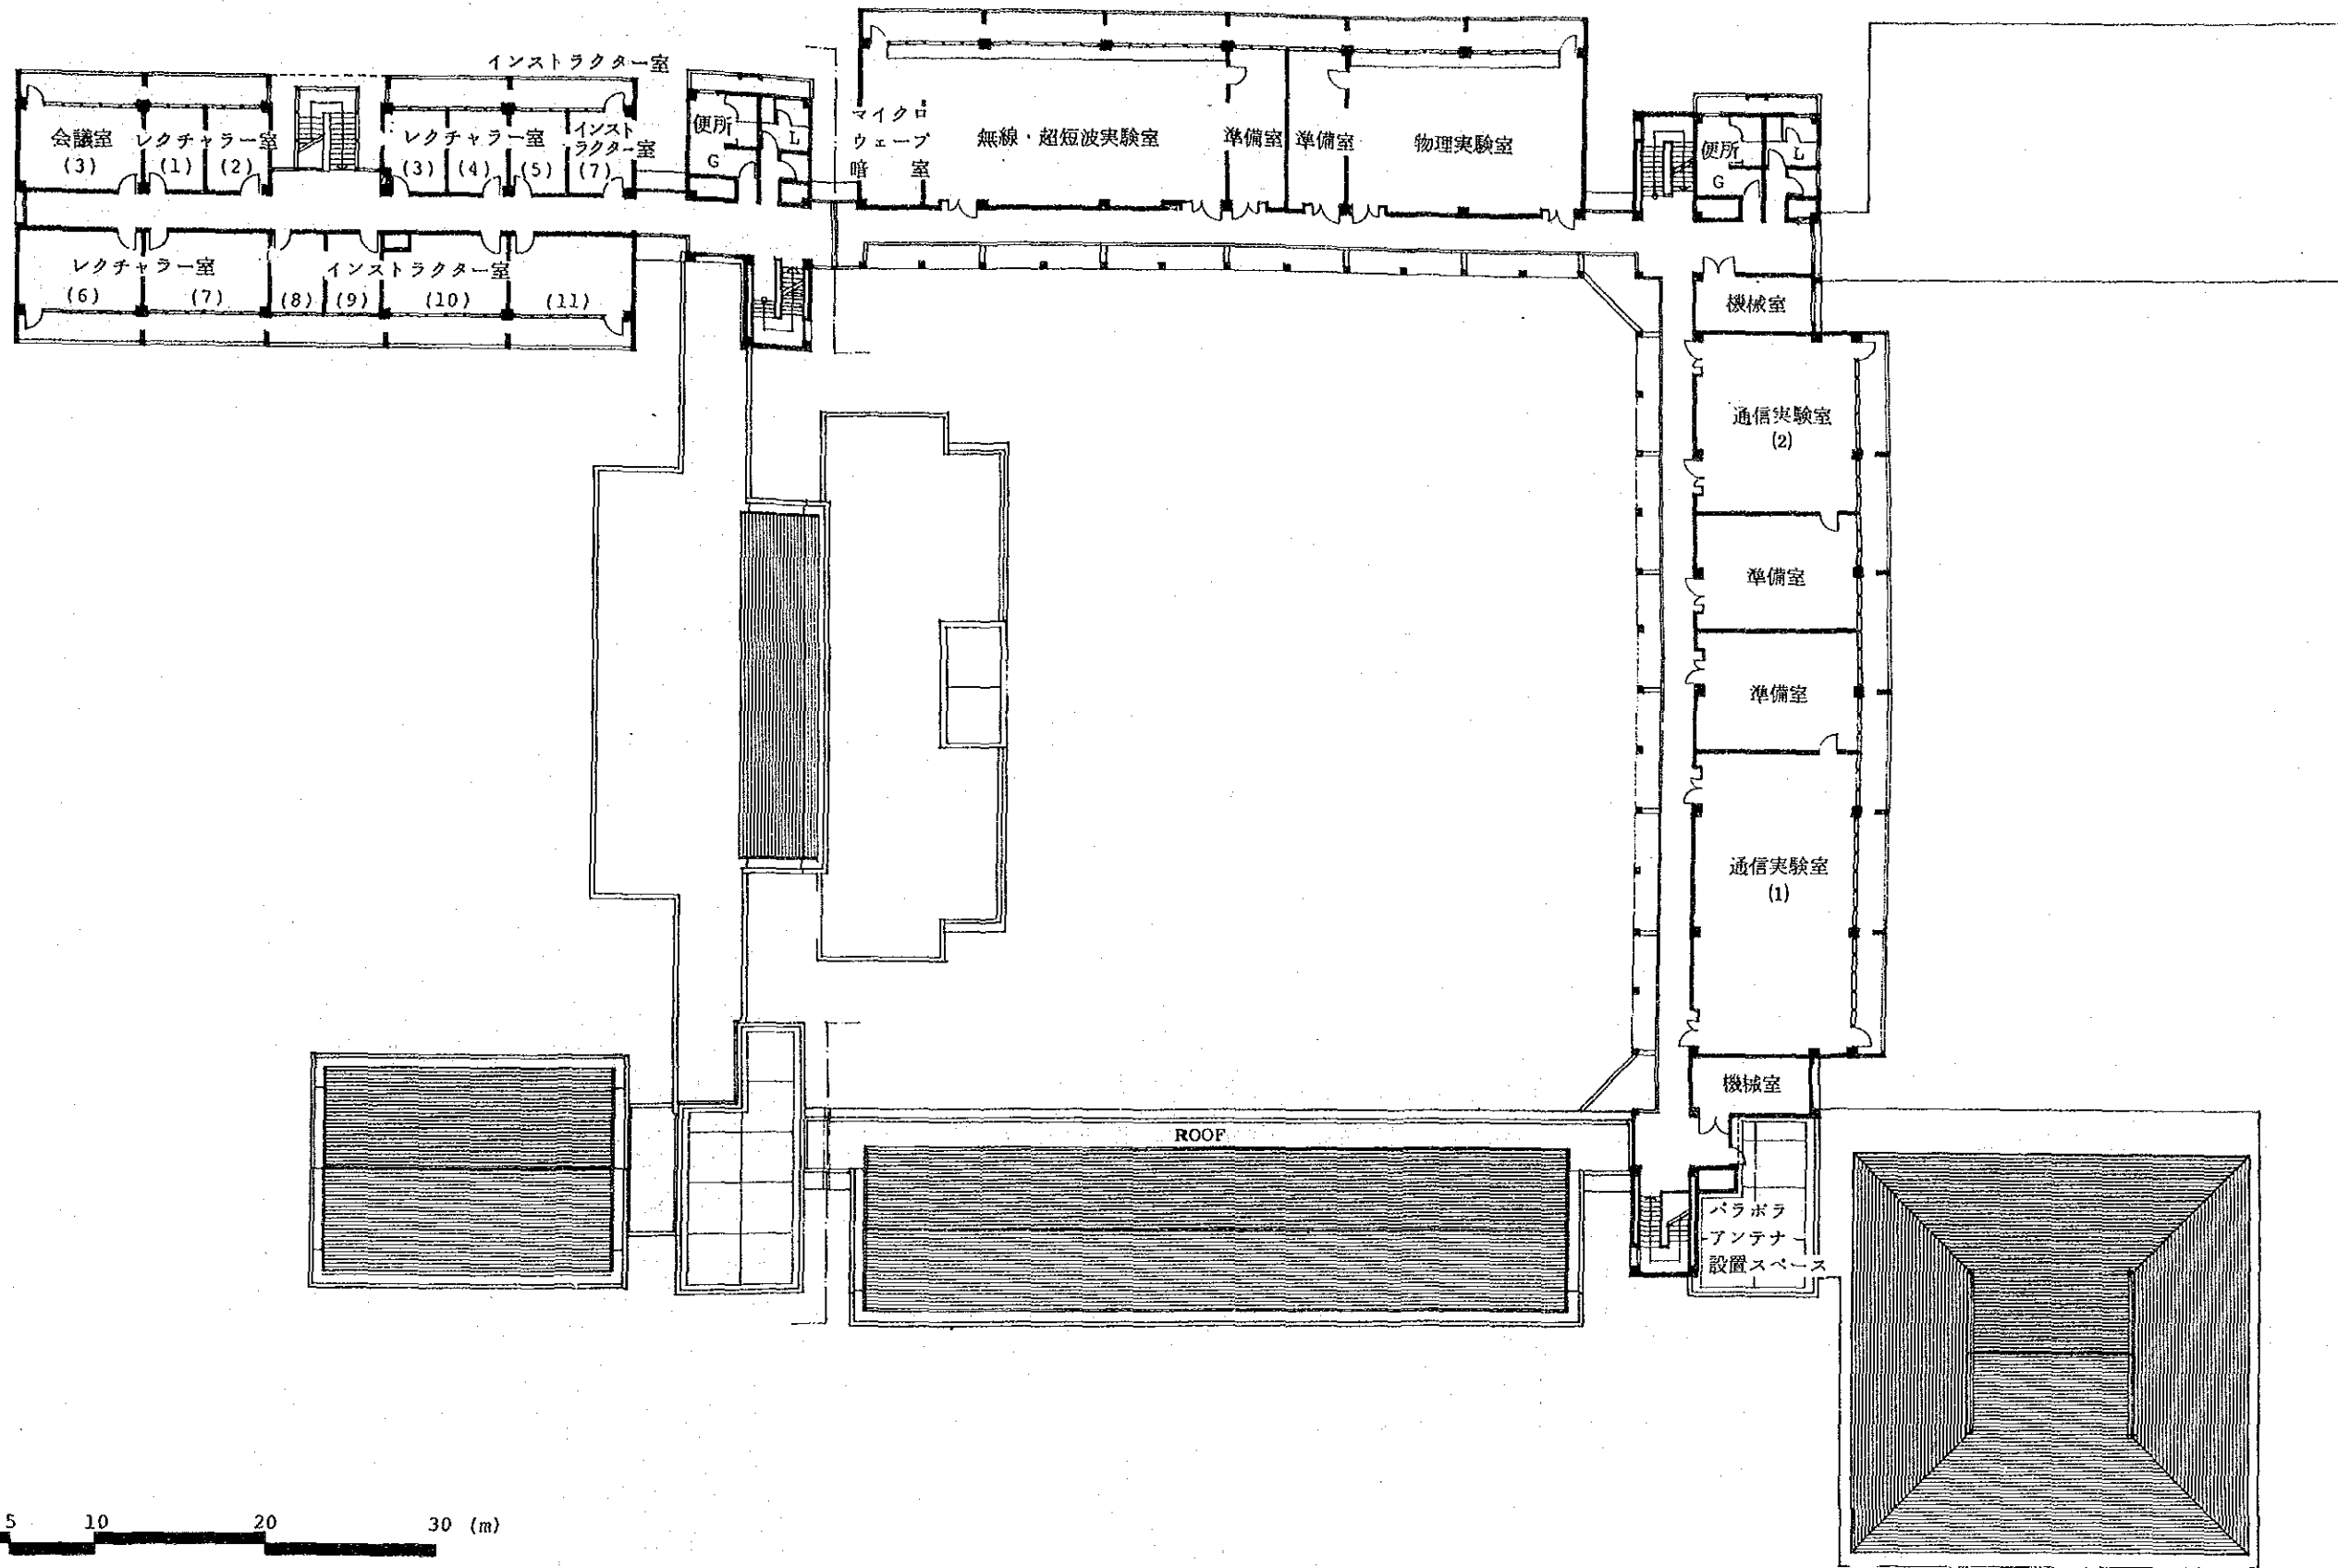 インストラクター室
会議室
(3)
レクチャラー室
(1) (2)
レクチャラー室
(3) (4) (5)
インスト
ラクター室
(7)
便所
G
L
マイクロ
ウェーブ
暗 室
無線・超短波実験室
準備室
準備室
物理実験室
便所
G
L
レクチャラー室
(6) (7)
インストラクター室
(8) (9) (10) (11)
機械室
通信実験室
(2)
準備室
準備室
通信実験室
(1)
機械室
ROOF
パラボラ
アンテナ
設置スペース
5 10 20 30 (m)